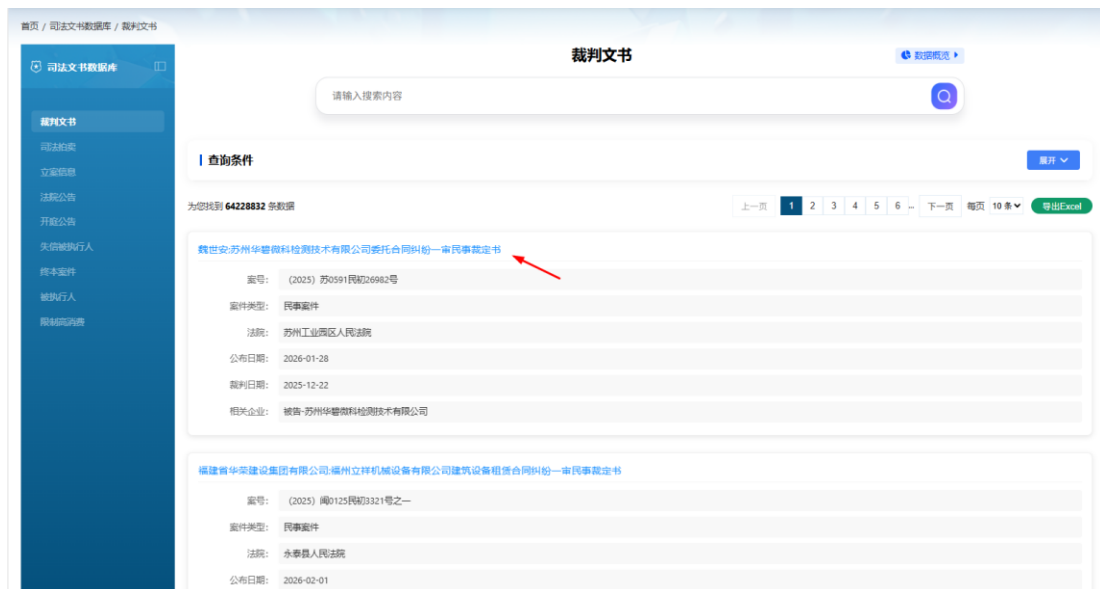 首页 / 司法文书数据库 / 裁判文书
司法文书数据库
裁判文书
司法拍卖
立案信息
法院公告
开庭公告
失信被执行人
终本案件
被执行人
限制高消费
裁判文书
数据概览
请输入搜索内容
查询条件
展开
为您找到 64228832 条数据
上一页 1 2 3 4 5 6 ... 下一页 每页 10 条 导出Excel
魏世安;苏州华碧微科检测技术有限公司委托合同纠纷一审民事裁定书
案号: (2025) 苏0591民初26982号
案件类型: 民事案件
法院: 苏州工业园区人民法院
公布日期: 2026-01-28
裁判日期: 2025-12-22
相关企业: 被告-苏州华碧微科检测技术有限公司
福建省华荣建设集团有限公司;福州立祥机械设备有限公司建筑设备租赁合同纠纷一审民事裁定书
案号: (2025) 闽0125民初3321号之一
案件类型: 民事案件
法院: 永泰县人民法院
公布日期: 2026-02-01